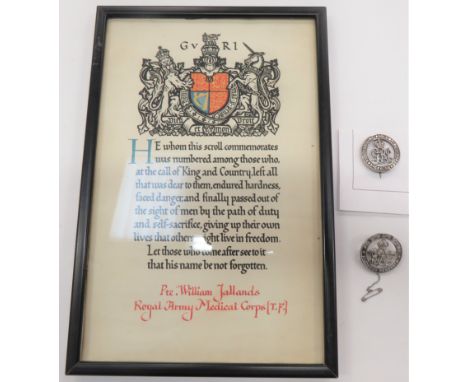 GV RI
HE whom this scroll commemorates
was numbered among those who,
at the call of King and Country, left all
that was dear to them, endured hardness,
faced danger, and finally passed out of
the sight of men by the path of duty
and self-sacrifice, giving up their own
lives that others might live in freedom.
Let those who come after see to it
that his name be not forgotten.
Pte. William Jallands
Royal Army Medical Corps (T.F.)